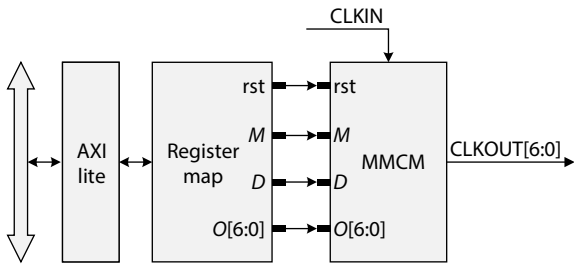 CLKIN
AXI
lite
Register
map
rst
M
D
O[6:0]
rst
M
D
O[6:0]
MMCM
CLKOUT[6:0]